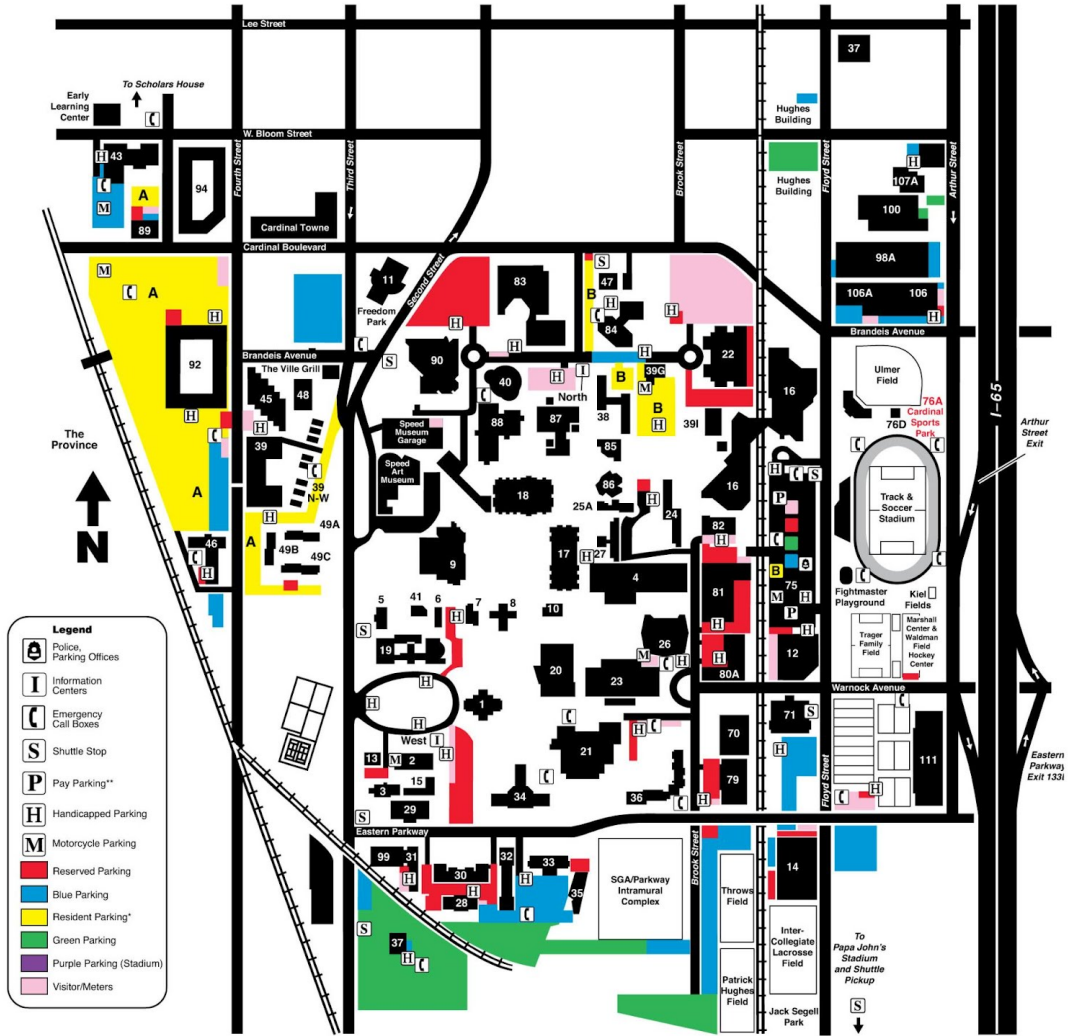 Lee Street
37
To Scholars House
Early
Learning
Center
Hughes
Building
W. Bloom Street
43
94
A
M
89
Fourth Street
Third Street
Cardinal Towne
Brook Street
Hughes
Building
Floyd Street
Arthur Street
H
107A
100
Cardinal Boulevard
Second Street
M
A
H
92
H
11
Freedom
Park
83
H
S
47
B
84
H
98A
106A
106
H
Brandeis Avenue
Brandeis Avenue
S
The Ville Grill
45
48
90
H
40
H
I
North
H
39G
B
M
B
H
22
16
Ulmer
Field
76A
Cardinal
Sports
Park
76D
I-65
Arthur
Street
Exit
The
Province
N
A
H
39
39
N-W
H
49A
49B
49C
A
46
H
Speed
Museum
Garage
Speed
Art
Museum
88
87
38
85
39I
86
25A
H
24
18
17
H
27
4
16
82
H
H
S
P
B
75
M
H
P
Track &
Soccer
Stadium
Fightmaster
Playground
Kiel
Fields
Marshall
Center &
Waldman
Field
Hockey
Center
Trager
Family
Field
9
5
41
6
7
8
10
S
19
H
20
26
M
H
23
81
H
H
80A
H
12
Warnock Avenue
Legend
Police,
Parking Offices
I
Information
Centers
Emergency
Call Boxes
S
Shuttle Stop
P
Pay Parking**
H
Handicapped Parking
M
Motorcycle Parking
Reserved Parking
Blue Parking
Resident Parking*
Green Parking
Purple Parking (Stadium)
Visitor/Meters
H
H
1
West
I
H
13
M
2
3
15
29
S
34
21
H
36
70
79
H
71
S
H
Floyd Street
H
111
Eastern
Parkway
Exit 133B
Eastern Parkway
99
31
H
30
H
28
32
H
33
35
S
37
H
SGA/Parkway
Intramural
Complex
Brook Street
Throws
Field
Patrick
Hughes
Field
14
Inter-
Collegiate
Lacrosse
Field
Jack Segell
Park
To
Papa John's
Stadium
and Shuttle
Pickup
S